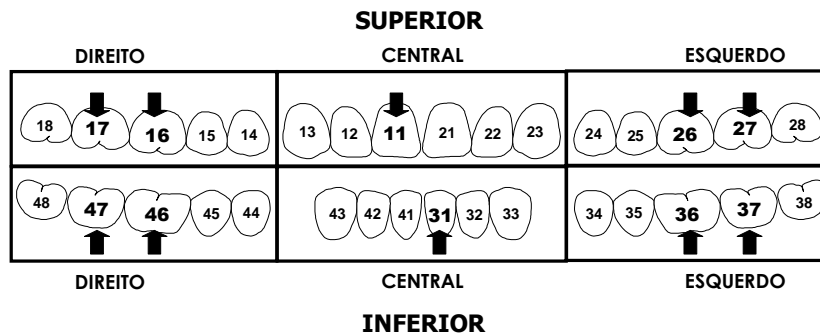 SUPERIOR
DIREITO CENTRAL ESQUERDO
18 17 16 15 14 13 12 11 21 22 23 24 25 26 27 28
48 47 46 45 44 43 42 41 31 32 33 34 35 36 37 38
DIREITO CENTRAL ESQUERDO
INFERIOR